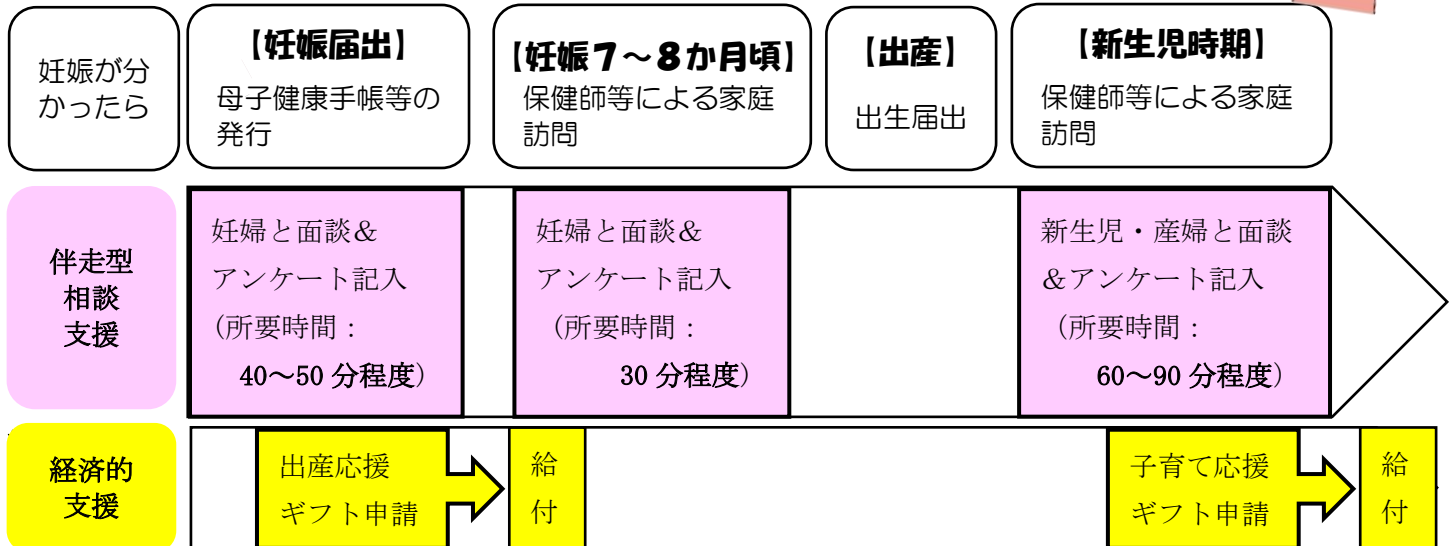 妊娠が分
かったら
【妊娠届出】
母子健康手帳等の
発行
【妊娠7～8か月頃】
保健師等による家庭
訪問
【出産】
出生届出
【新生児時期】
保健師等による家庭
訪問
伴走型
相談
支援
妊婦と面談＆
アンケート記入
（所要時間：
40～50 分程度）
妊婦と面談＆
アンケート記入
（所要時間：
30 分程度）
新生児・産婦と面談
＆アンケート記入
（所要時間：
60～90 分程度）
経済的
支援
出産応援
ギフト申請
給
付
子育て応援
ギフト申請
給
付